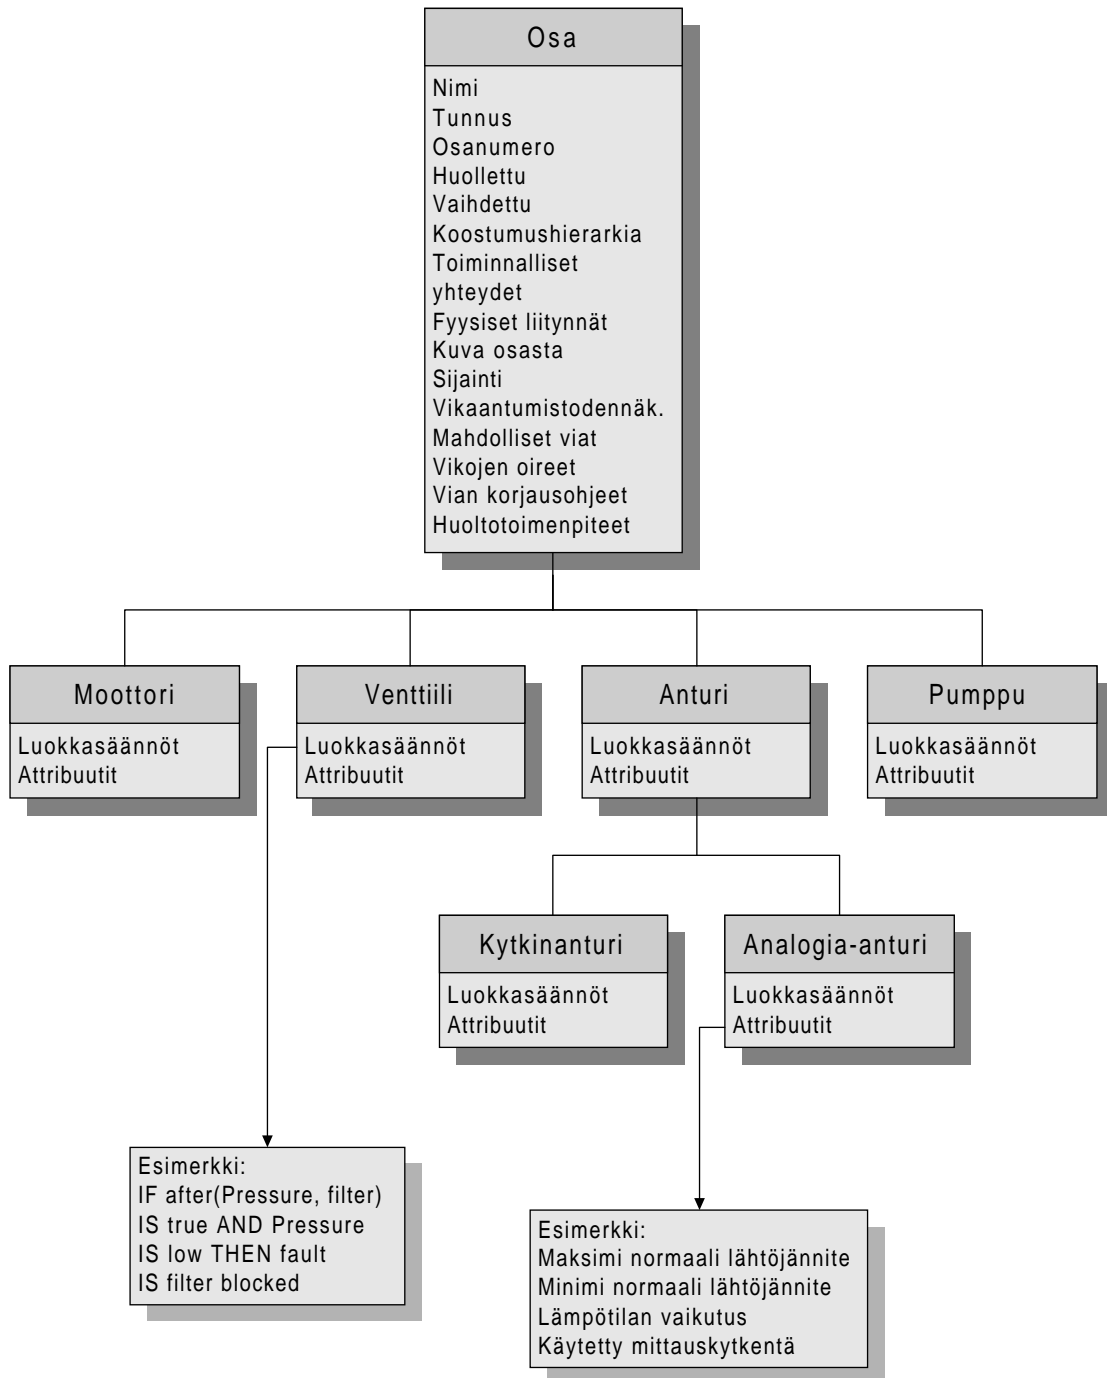 Osa
Nimi
Tunnus
Osanumero
Huollettu
Vaihdettu
Koostumushierarkia
Toiminnalliset
yhteydet
Fyysiset liitynnät
Kuva osasta
Sijainti
Vikaantumistodennäk.
Mahdolliset viat
Vikojen oireet
Vian korjausohjeet
Huoltotoimenpiteet
Moottori
Luokkasäännöt
Attribuutit
Venttiili
Luokkasäännöt
Attribuutit
Anturi
Luokkasäännöt
Attribuutit
Pumppu
Luokkasäännöt
Attribuutit
Kytkinanturi
Luokkasäännöt
Attribuutit
Analogia-anturi
Luokkasäännöt
Attribuutit
Esimerkki:
IF after(Pressure, filter)
IS true AND Pressure
IS low THEN fault
IS filter blocked
Esimerkki:
Maksimi normaali lähtöjännite
Minimi normaali lähtöjännite
Lämpötilan vaikutus
Käytetty mittauskytkentä